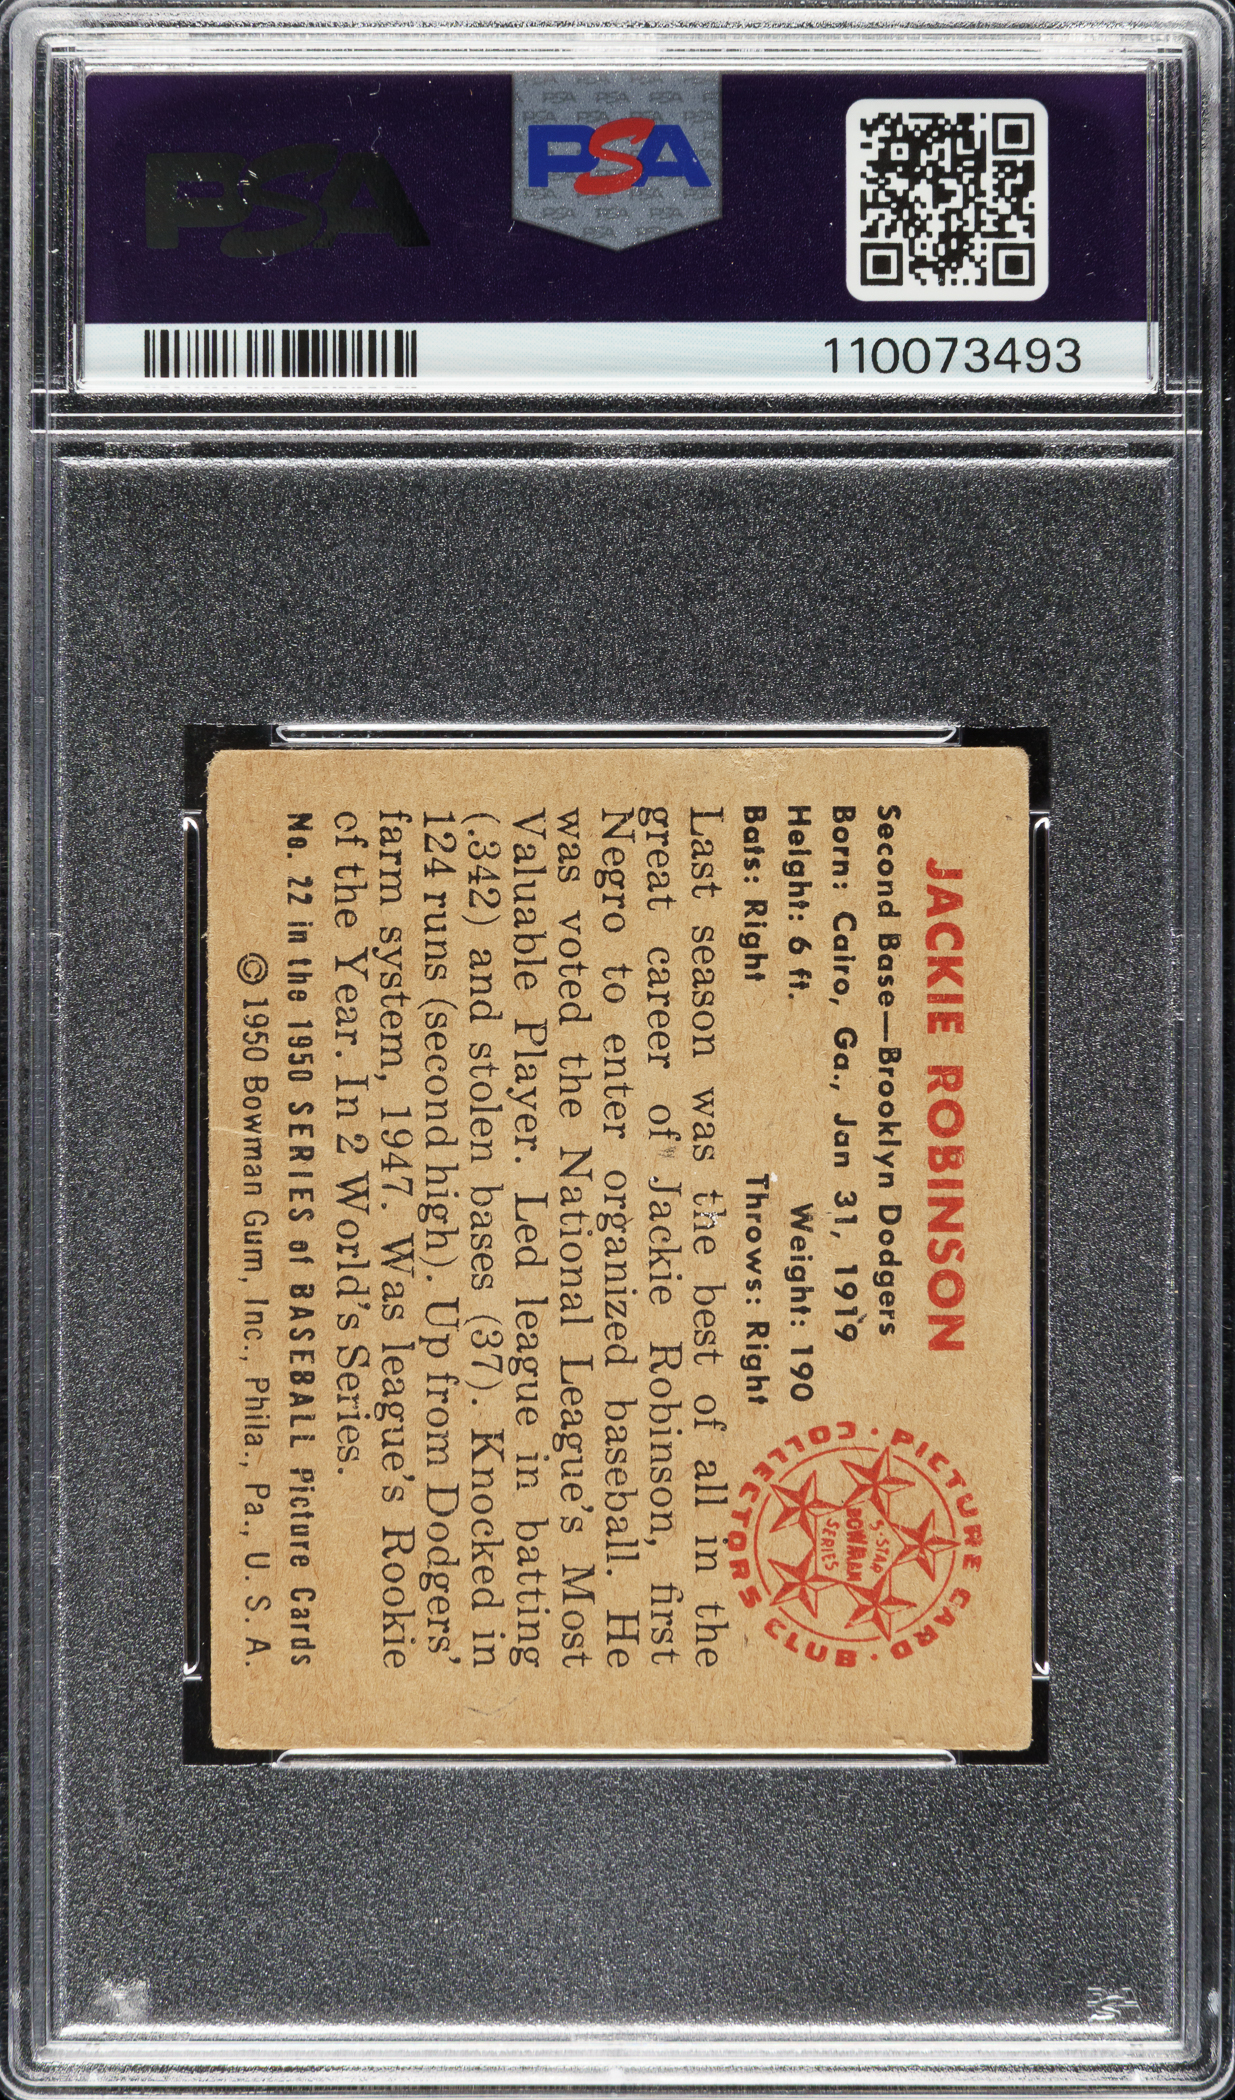 PSA
PSA
110073493
JACKIE ROBINSON
Second Base—Brooklyn Dodgers
Born: Cairo, Ga., Jan 31, 1919
Height: 6 ft. Weight: 190
Bats: Right Throws: Right
PICTURE CARD
COLLECTORS CLUB
5-STAR
BOWMAN
SERIES
Last season was the best of all in the
great career of Jackie Robinson, first
Negro to enter organized baseball. He
was voted the National League's Most
Valuable Player. Led league in batting
(.342) and stolen bases (37). Knocked in
124 runs (second high). Up from Dodgers'
farm system, 1947. Was league's Rookie
of the Year. In 2 World's Series.
No. 22 in the 1950 SERIES of BASEBALL Picture Cards
© 1950 Bowman Gum, Inc., Phila., Pa., U. S. A.